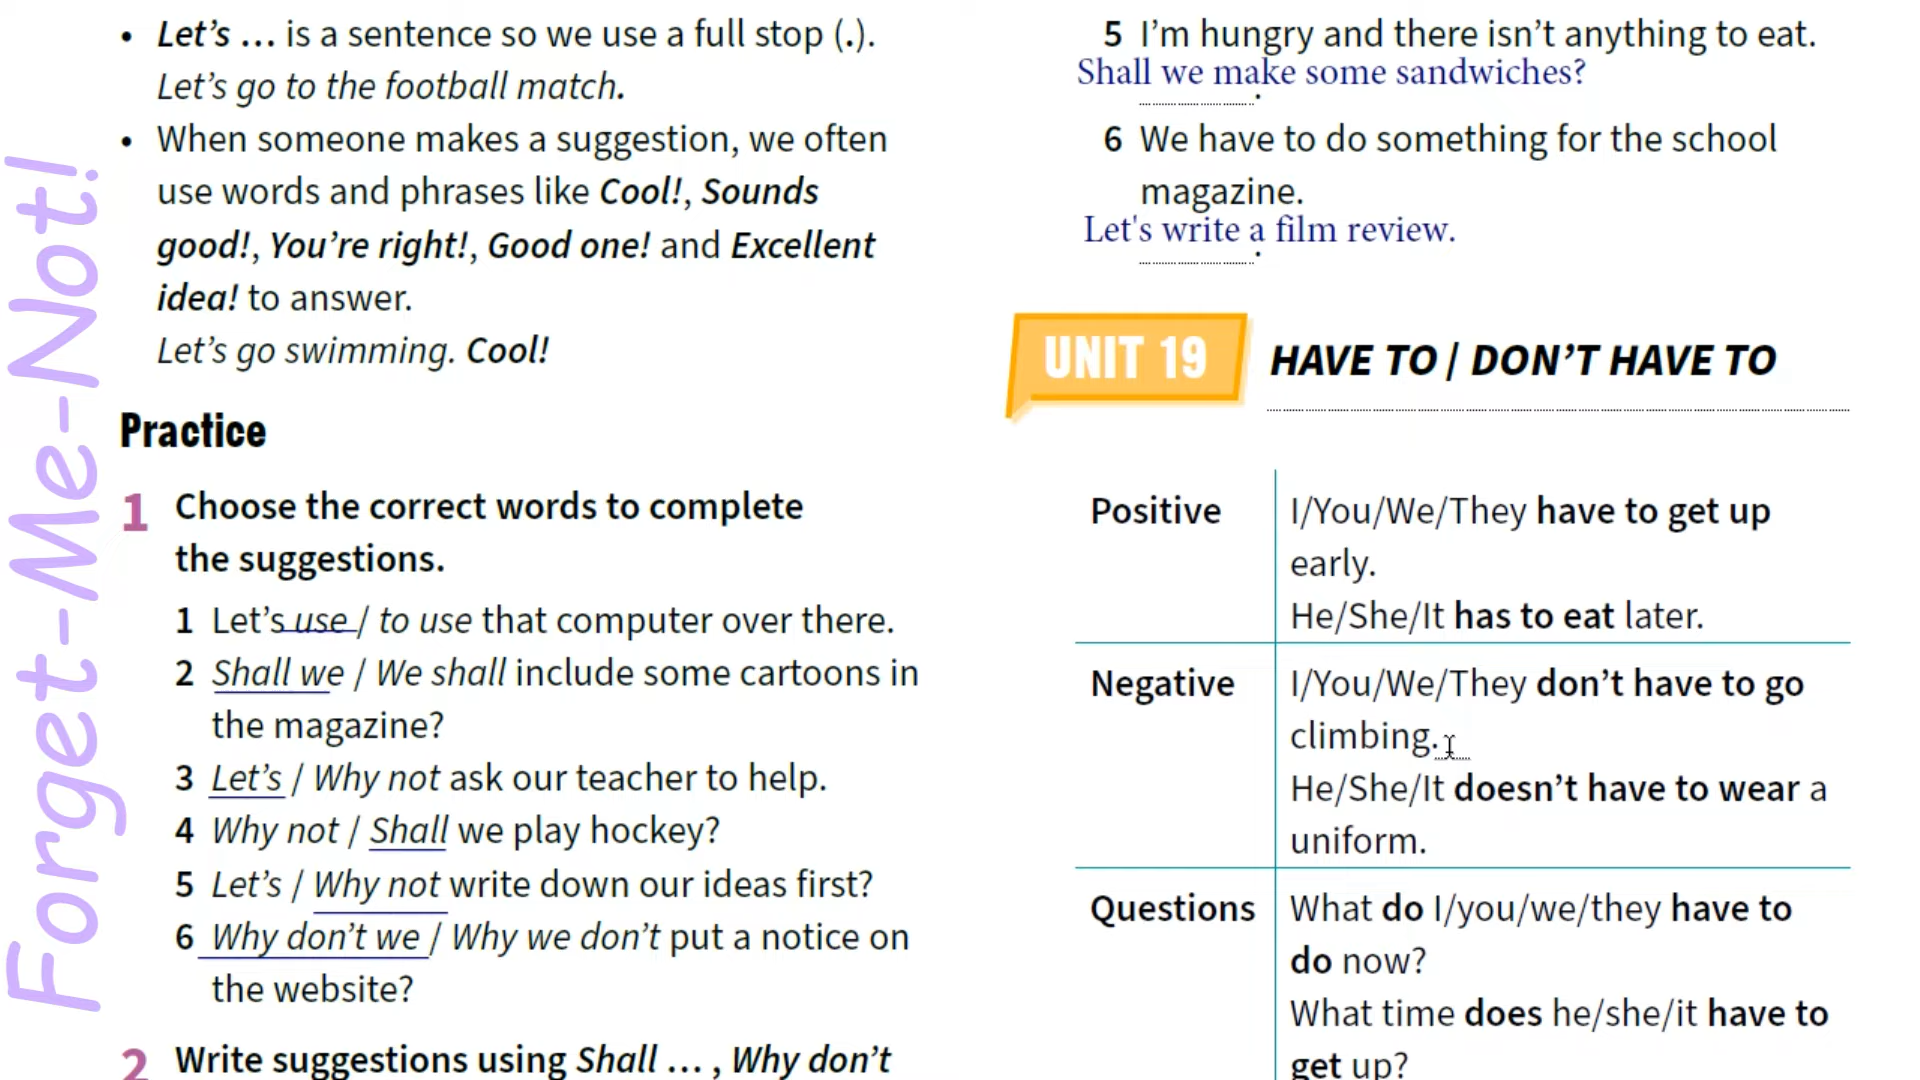 Forget-Me-Not!
• Let’s … is a sentence so we use a full stop (.).
Let’s go to the football match.
• When someone makes a suggestion, we often
use words and phrases like Cool!, Sounds
good!, You’re right!, Good one! and Excellent
idea! to answer.
Let’s go swimming. Cool!
Practice
1 Choose the correct words to complete
the suggestions.
1 Let’s use / to use that computer over there.
2 Shall we / We shall include some cartoons in
the magazine?
3 Let’s / Why not ask our teacher to help.
4 Why not / Shall we play hockey?
5 Let’s / Why not write down our ideas first?
6 Why don’t we / Why we don’t put a notice on
the website?
2 Write suggestions using Shall … , Why don’t
5 I’m hungry and there isn’t anything to eat.
Shall we make some sandwiches?
.
6 We have to do something for the school
magazine.
Let's write a film review.
.
UNIT 19 HAVE TO / DON’T HAVE TO
Positive I/You/We/They have to get up
early.
He/She/It has to eat later.
Negative I/You/We/They don’t have to go
climbing.
He/She/It doesn’t have to wear a
uniform.
Questions What do I/you/we/they have to
do now?
What time does he/she/it have to
get up?